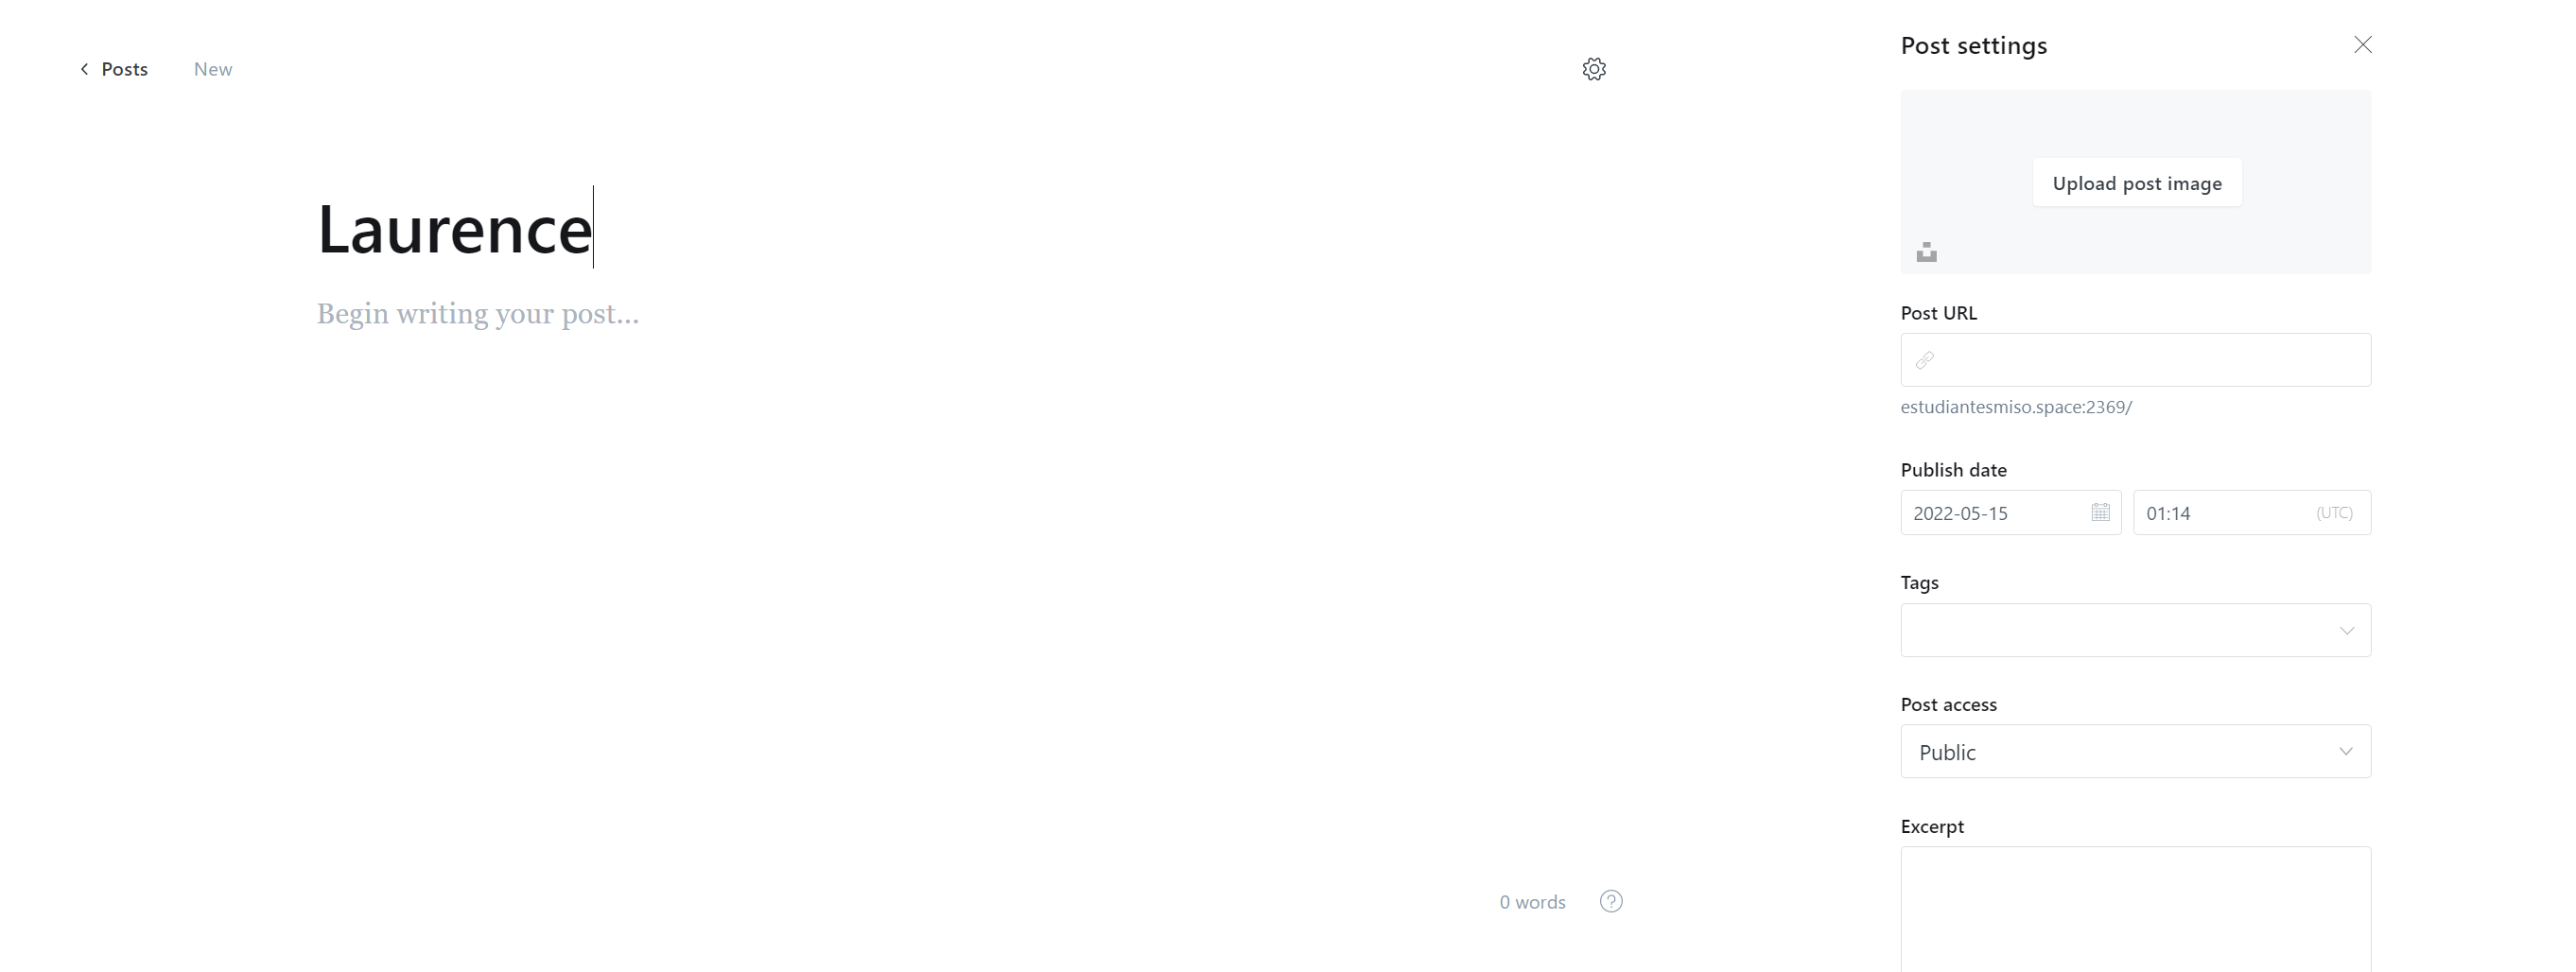 Posts New
Laurence
Begin writing your post...
0 words
?
Post settings
Upload post image
Post URL
estudiantesmiso.space:2369/
Publish date
2022-05-15 01:14 (UTC)
Tags
Post access
Public
Excerpt